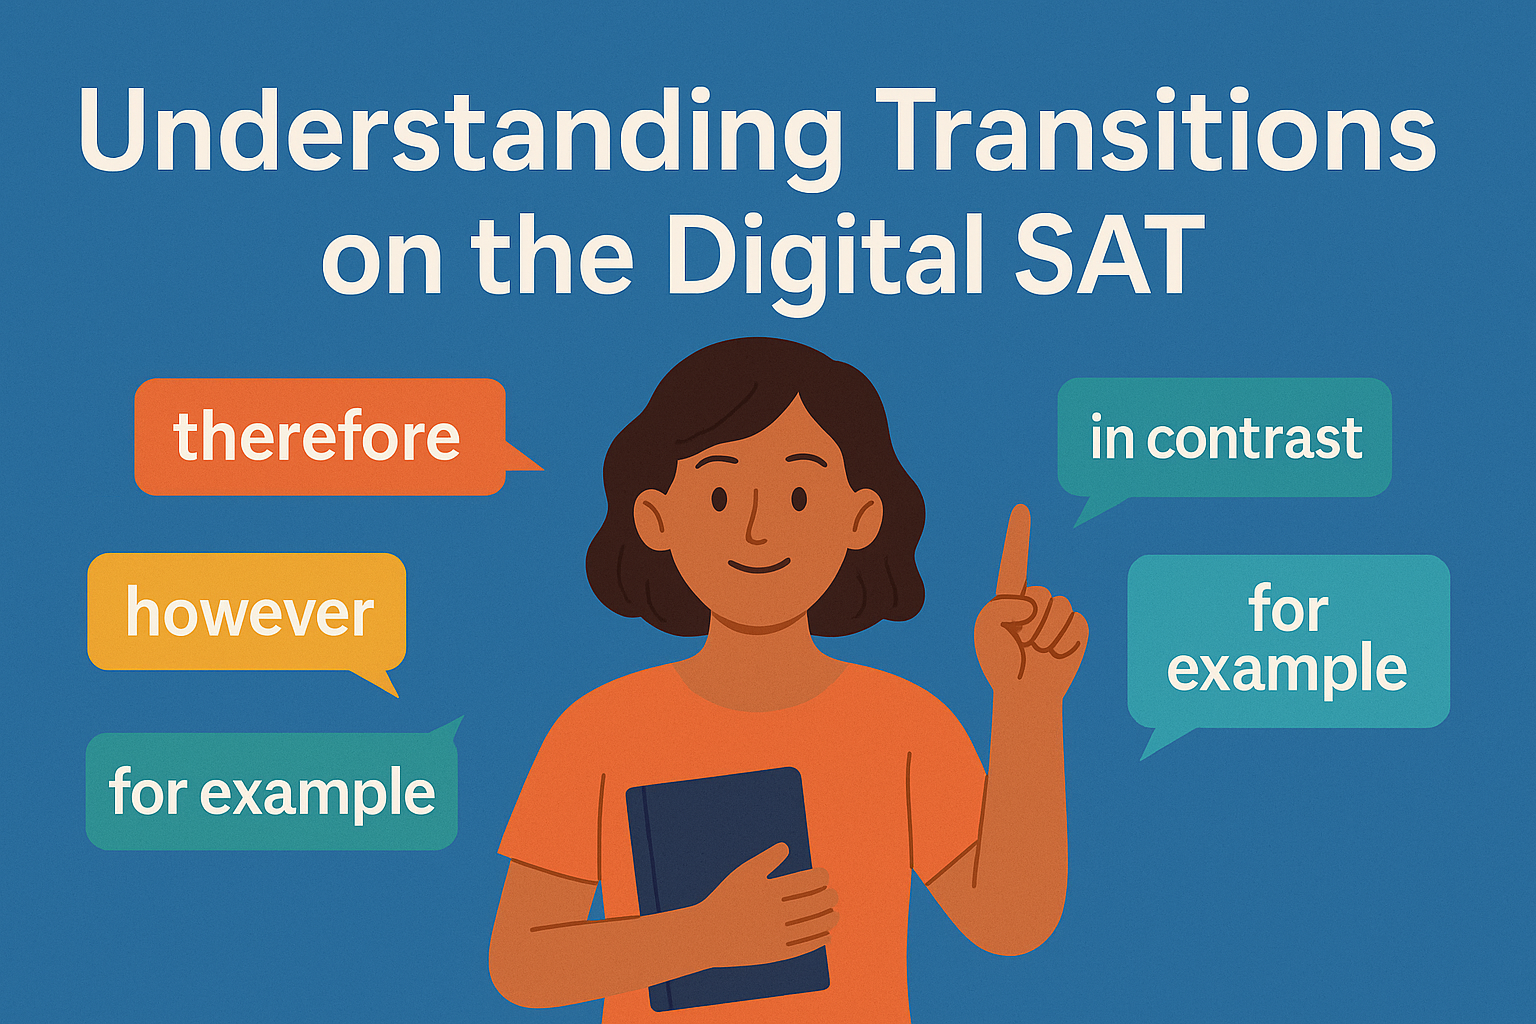 Understanding Transitions
on the Digital SAT
therefore
in contrast
however
for
example
for example